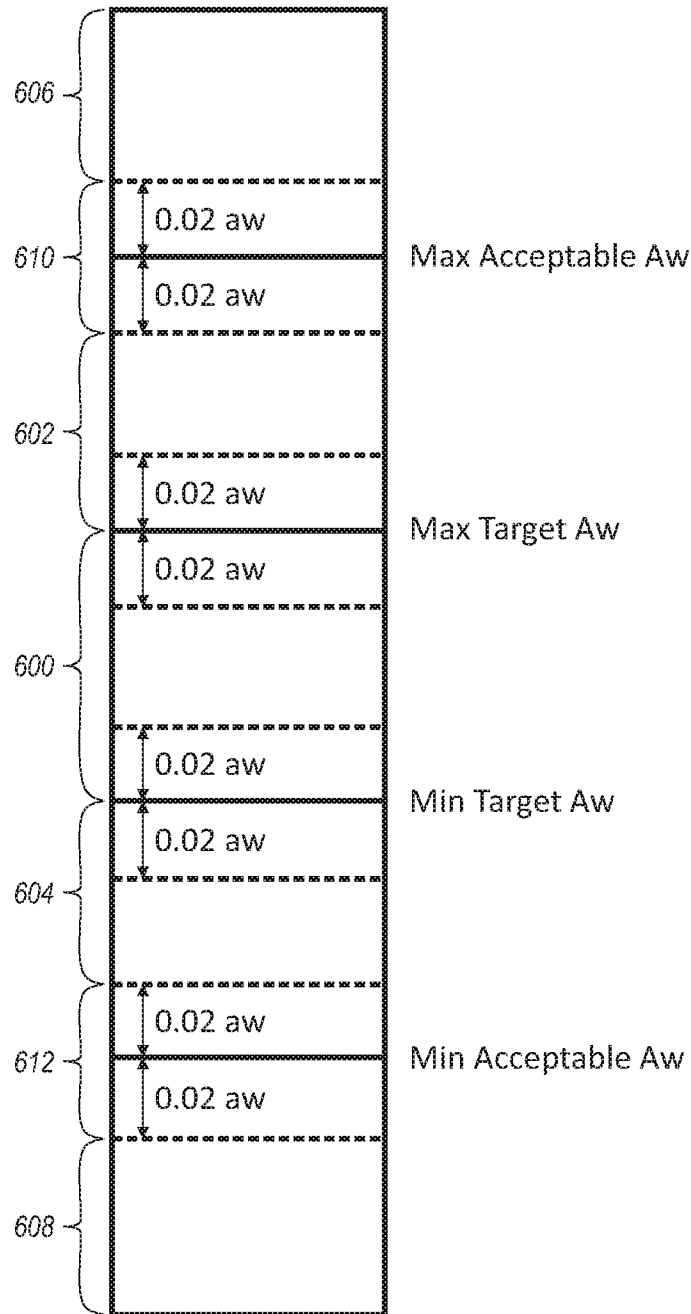 606
0.02 aw
610
Max Acceptable Aw
0.02 aw
602
0.02 aw
Max Target Aw
0.02 aw
600
0.02 aw
Min Target Aw
0.02 aw
604
0.02 aw
612
Min Acceptable Aw
0.02 aw
608